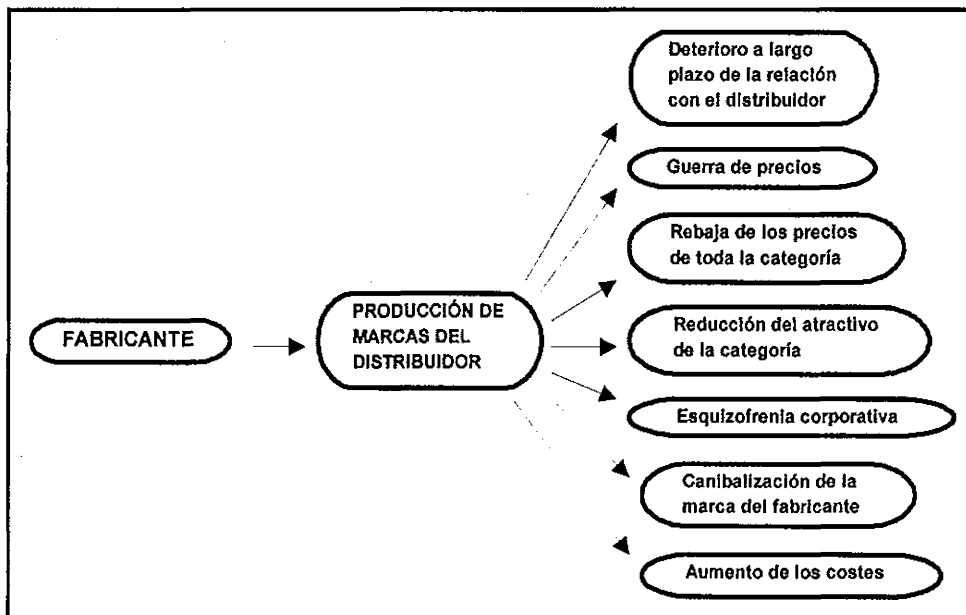 Deterioro a largo
plazo de la relación
con el distribuidor
Guerra de precios
Rebaja de los precios
de toda la categoría
FABRICANTE
PRODUCCIÓN DE
MARCAS DEL
DISTRIBUIDOR
Reducción del atractivo
de la categoría
Esquizofrenia corporativa
Canibalización de la
marca del fabricante
Aumento de los costes